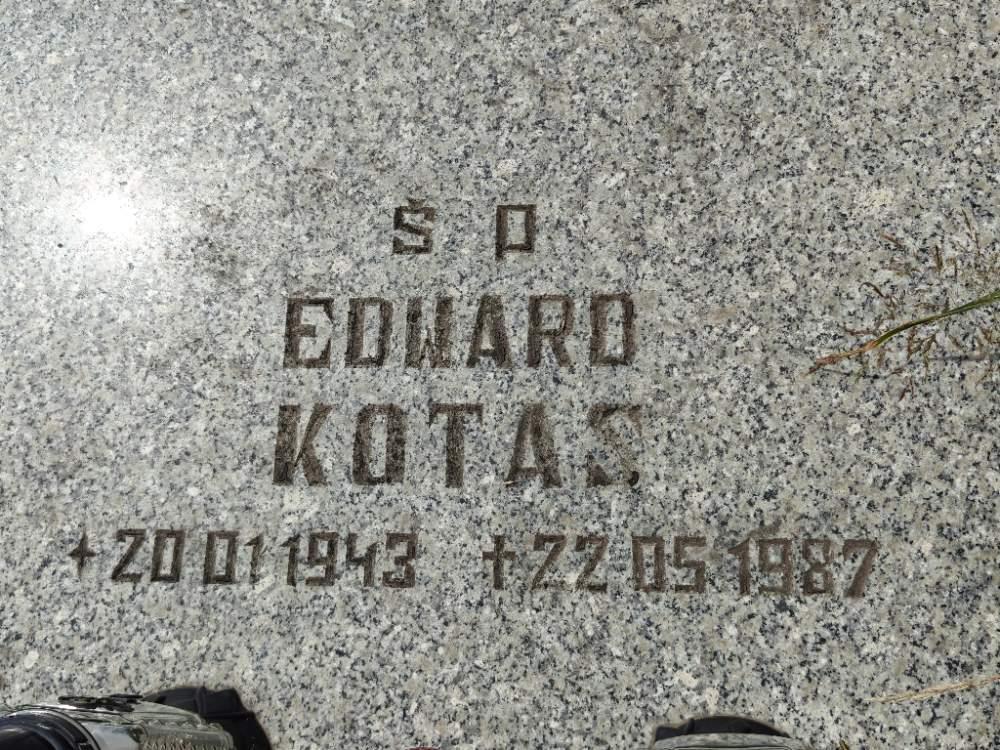 Ś P
EDWARD
KOTAS
✦ 20 01 1943 ✝ 22 05 1987